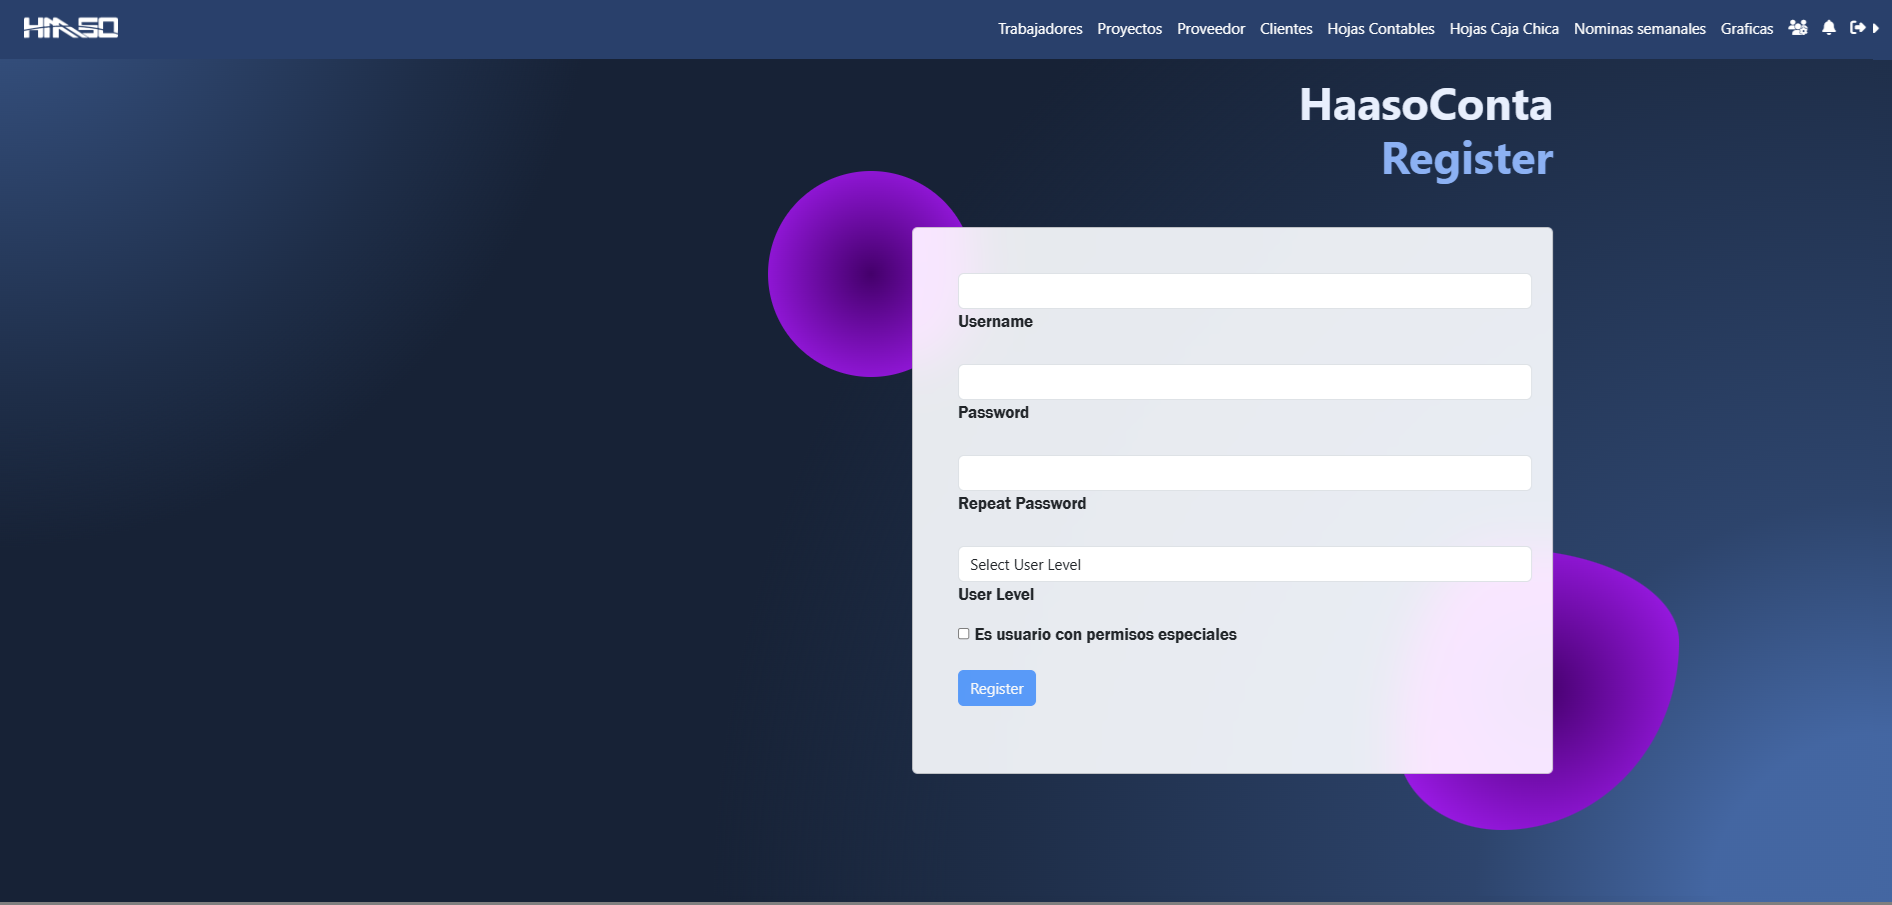 HAASO
Trabajadores Proyectos Proveedor Clientes Hojas Contables Hojas Caja Chica Nominas semanales Graficas
HaasoConta
Register
Username
Password
Repeat Password
Select User Level
User Level
Es usuario con permisos especiales
Register